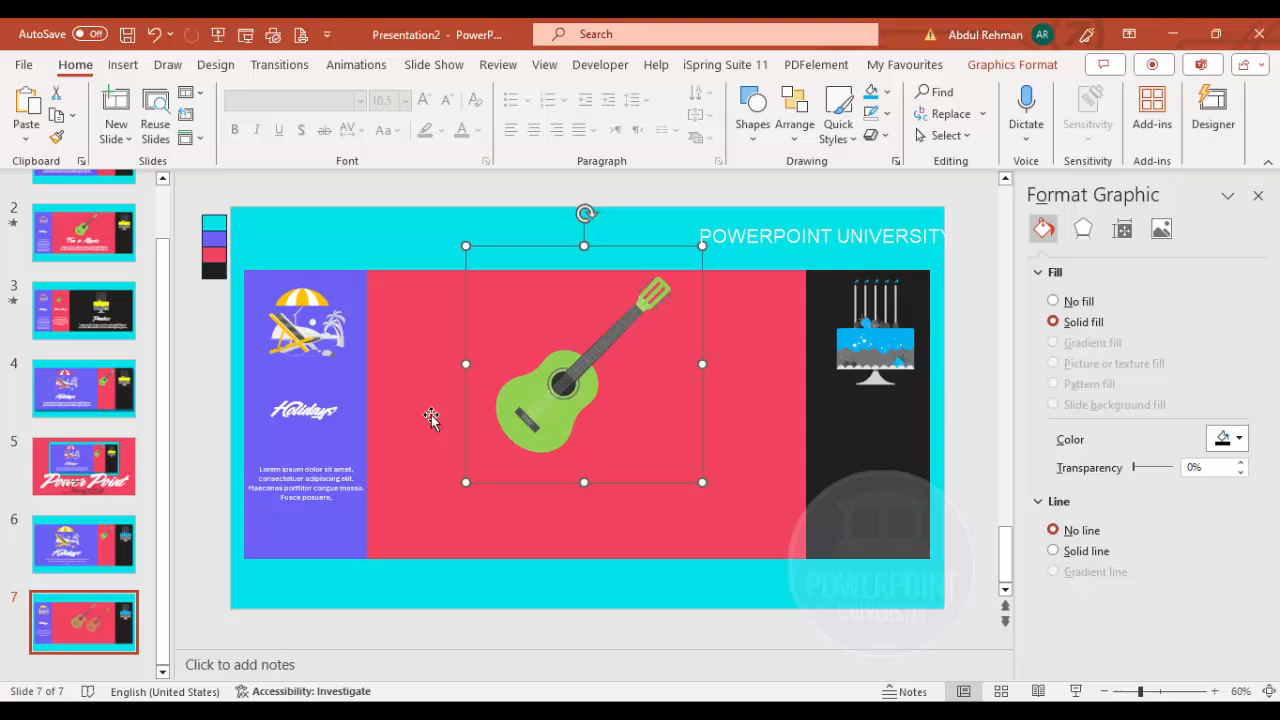 AutoSave Off Presentation2 - PowerP... Search Abdul Rehman AR
File Home Insert Draw Design Transitions Animations Slide Show Review View Developer Help iSpring Suite 11 PDFelement My Favourites Graphics Format
Paste New Slide Reuse Slides Shapes Arrange Quick Styles Find Replace Select Dictate Sensitivity Add-ins Designer
Clipboard Slides Font Paragraph Drawing Editing Voice Sensitivity Add-ins
2
3
4
5
6
7
POWERPOINT UNIVERSITY
Holidays
Lorem ipsum dolor sit amet,
consectetuer adipiscing elit.
Maecenas porttitor congue massa.
Fusce posuere,
POWERPOINT
UNIVERSITY
Format Graphic
Fill
No fill
Solid fill
Gradient fill
Picture or texture fill
Pattern fill
Slide background fill
Color
Transparency 0%
Line
No line
Solid line
Gradient line
Click to add notes
Slide 7 of 7 English (United States) Accessibility: Investigate Notes 60%